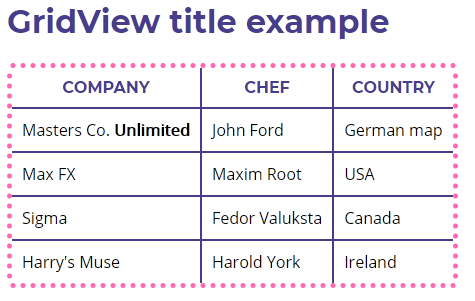 GridView title example
COMPANY CHEF COUNTRY
Masters Co. Unlimited John Ford German map
Max FX Maxim Root USA
Sigma Fedor Valuksta Canada
Harry's Muse Harold York Ireland